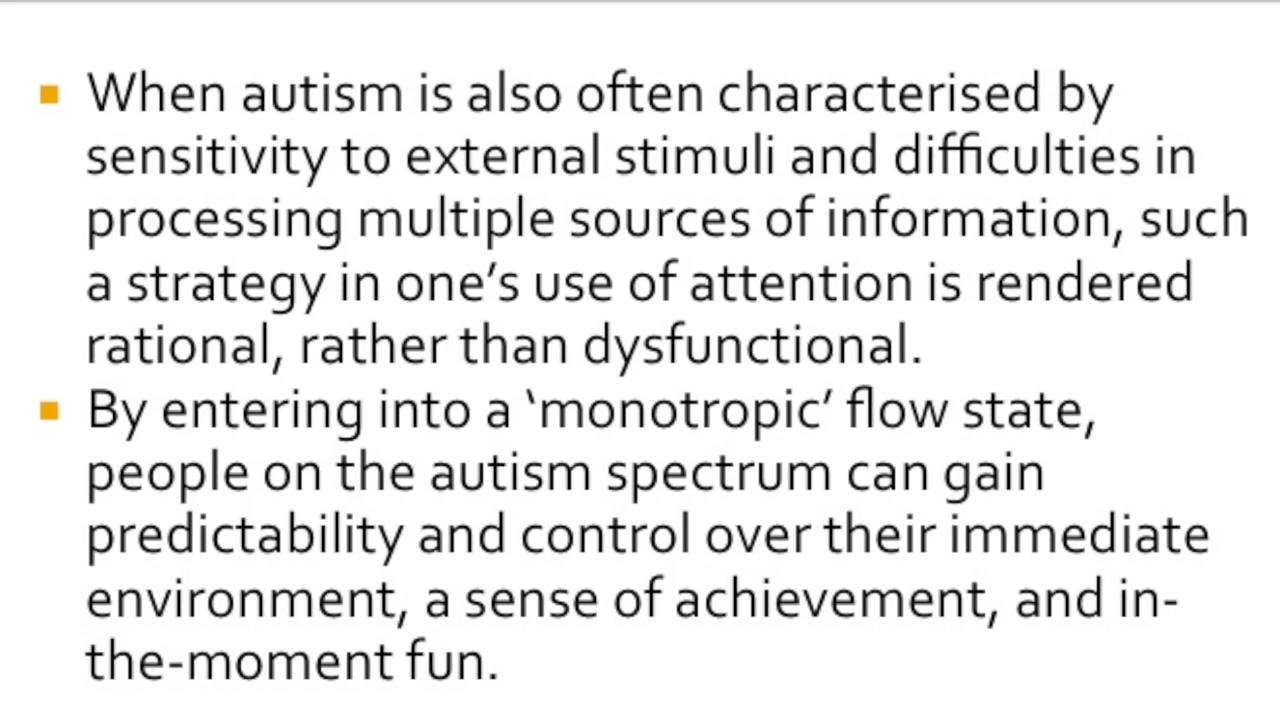 When autism is also often characterised by
sensitivity to external stimuli and difficulties in
processing multiple sources of information, such
a strategy in one’s use of attention is rendered
rational, rather than dysfunctional.
By entering into a ‘monotropic’ flow state,
people on the autism spectrum can gain
predictability and control over their immediate
environment, a sense of achievement, and in-
the-moment fun.